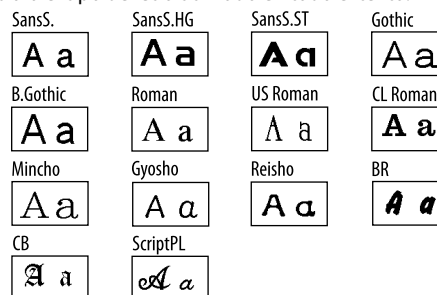 SansS. SansS.HG SansS.ST Gothic
A a A a A a A a
B.Gothic Roman US Roman CL Roman
A a A a A a A a
Mincho Gyosho Reisho BR
A a A a A a A a
CB ScriptPL
A a A a